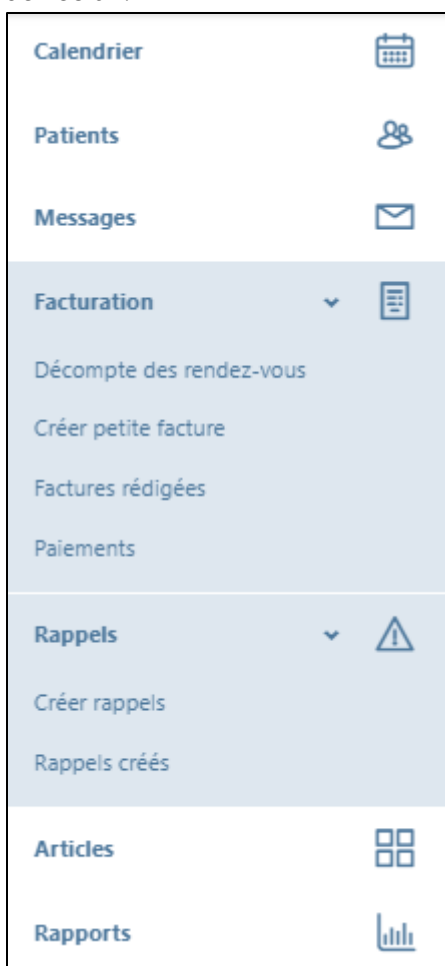 Calendrier
Patients
Messages
Facturation
Décompte des rendez-vous
Créer petite facture
Factures rédigées
Paiements
Rappels
Créer rappels
Rappels créés
Articles
Rapports